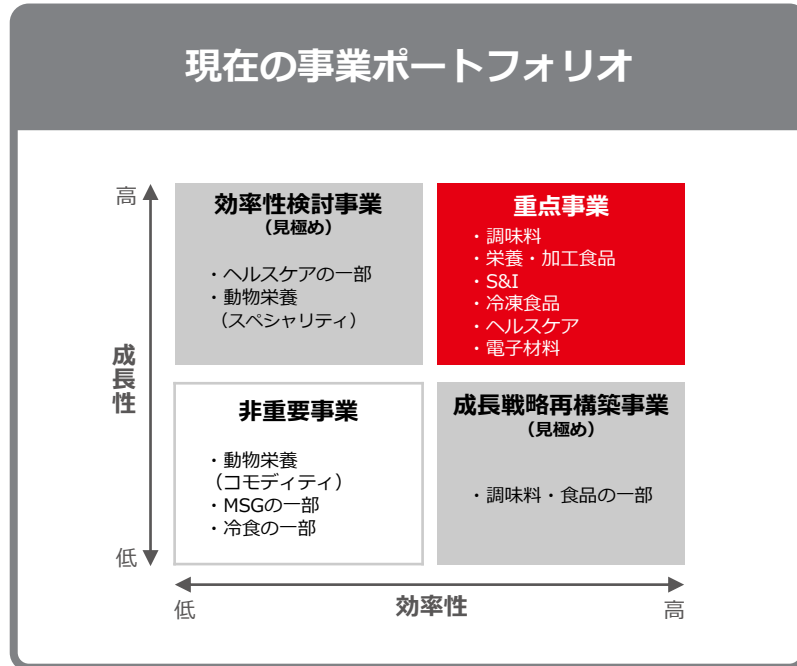 現在の事業ポートフォリオ
高
効率性検討事業
(見極め)
・ヘルスケアの一部
・動物栄養
（スペシャリティ）
重点事業
・調味料
・栄養・加工食品
・S&I
・冷凍食品
・ヘルスケア
・電子材料
成長性
非重要事業
・動物栄養
（コモディティ）
・MSGの一部
・冷食の一部
成長戦略再構築事業
(見極め)
・調味料・食品の一部
低
低
効率性
高